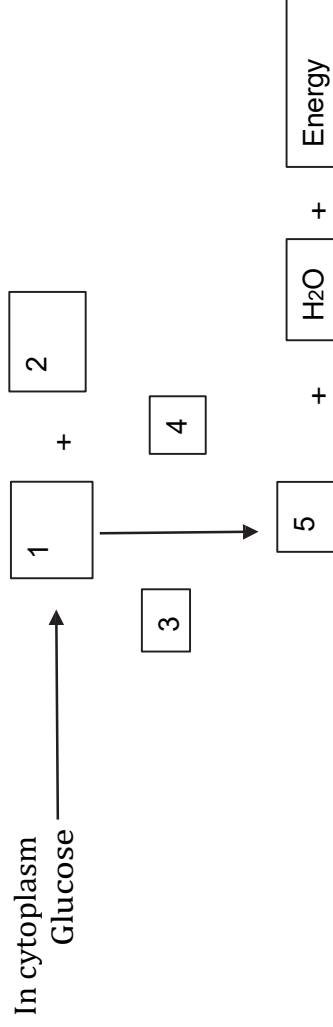 In cytoplasm
Glucose
1
+
2
3
4
5
+
H₂O
+
Energy